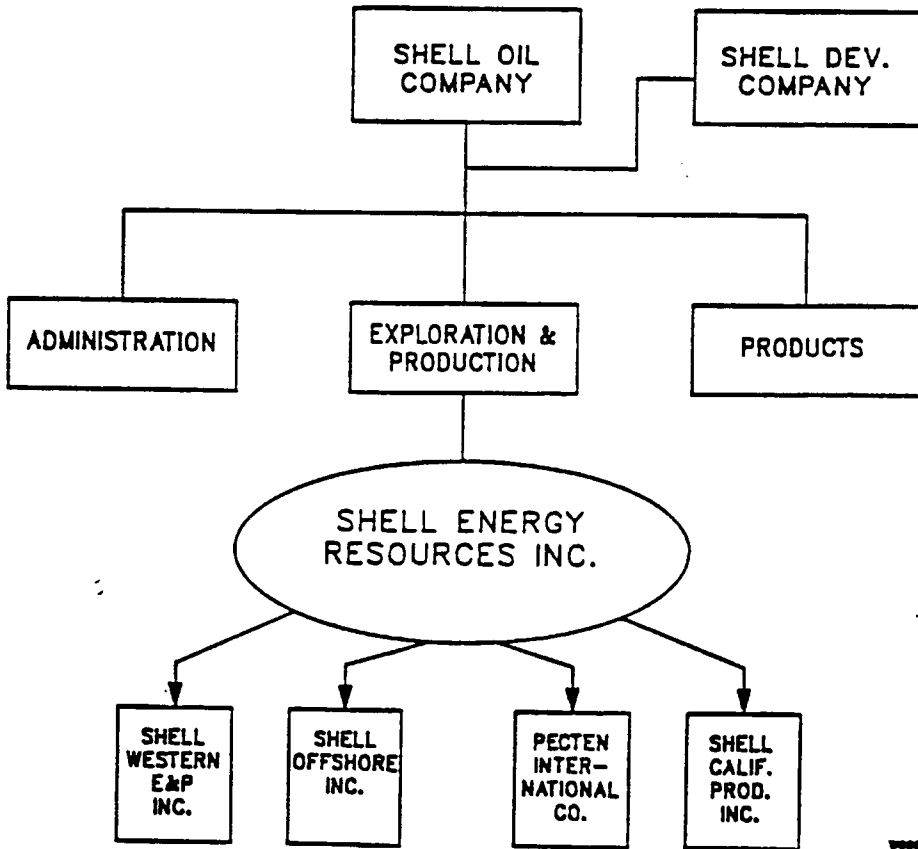 SHELL OIL
COMPANY
SHELL DEV.
COMPANY
ADMINISTRATION
EXPLORATION &
PRODUCTION
PRODUCTS
SHELL ENERGY
RESOURCES INC.
SHELL
WESTERN
E&P
INC.
SHELL
OFFSHORE
INC.
PECTEN
INTER-
NATIONAL
CO.
SHELL
CALIF.
PROD.
INC.